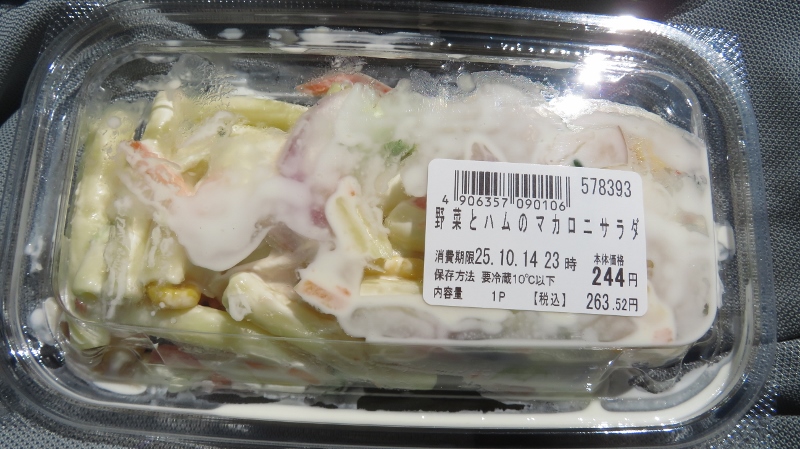 578393
4 906357 090106
野菜とハムのマカロニサラダ
消費期限25.10.14 23時
本体価格
244円
保存方法 要冷蔵10℃以下
内容量 1P 【税込】 263.52円